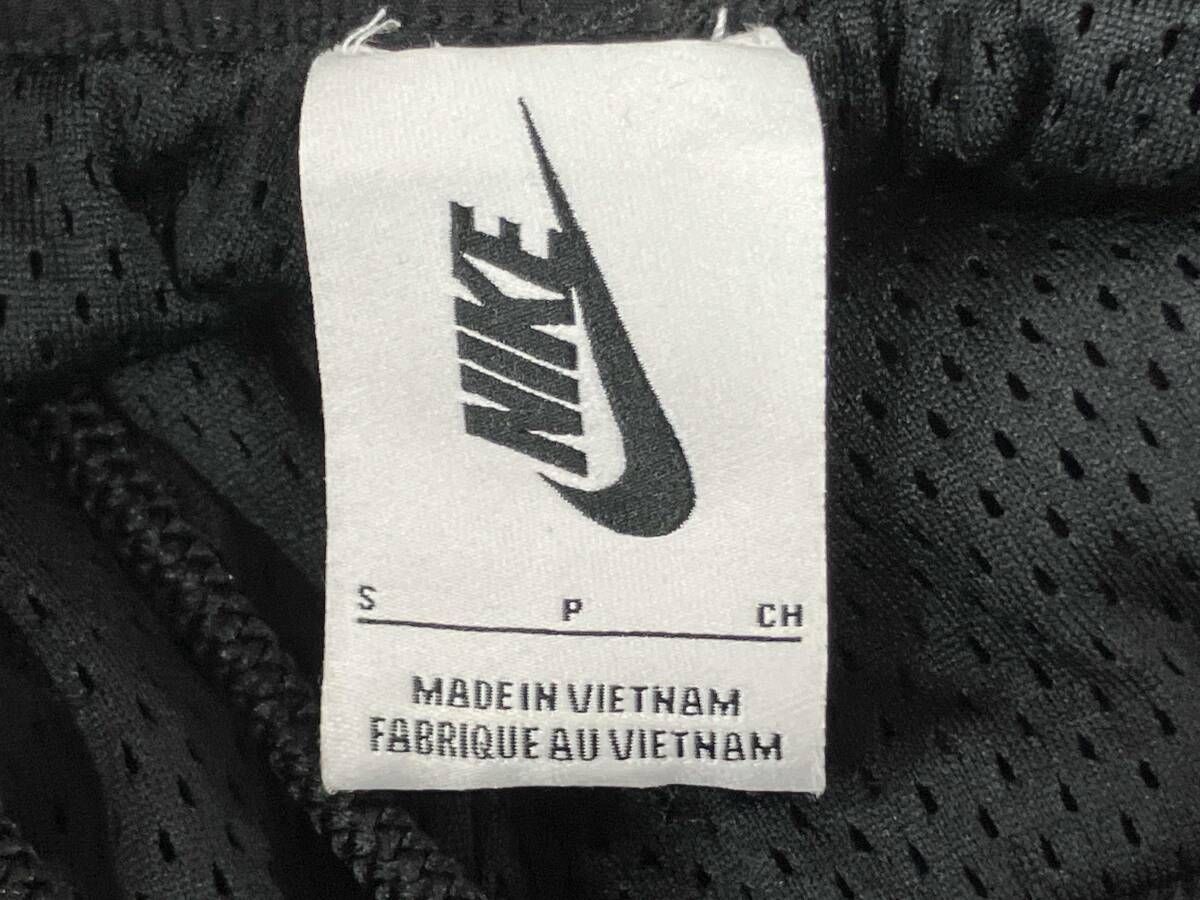 NIKE
S P CH
MADE IN VIETNAM
FABRIQUE AU VIETNAM